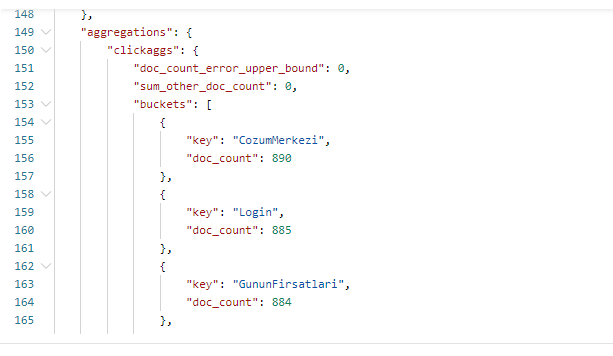 148 },
149 "aggregations": {
150 "clickaggs": {
151 "doc_count_error_upper_bound": 0,
152 "sum_other_doc_count": 0,
153 "buckets": [
154 {
155 "key": "CozumMerkezi",
156 "doc_count": 890
157 },
158 {
159 "key": "Login",
160 "doc_count": 885
161 },
162 {
163 "key": "GununFirsatlari",
164 "doc_count": 884
165 },